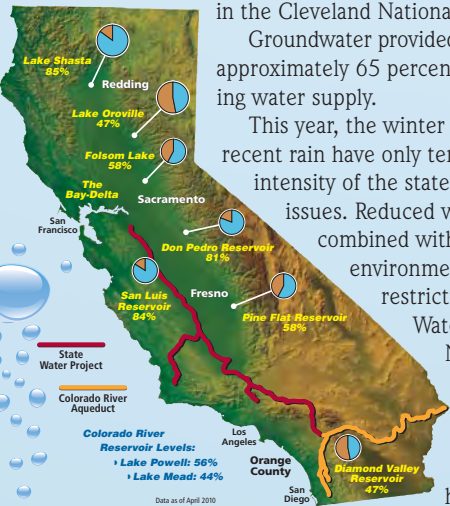 in the Cleveland Nationa
Groundwater provided
approximately 65 percen
ing water supply.
This year, the winter
recent rain have only ten
intensity of the state
issues. Reduced v
combined with
environme
restrict
Wate
N
h
Lake Shasta
85%
Redding
Lake Oroville
47%
Folsom Lake
58%
The
Bay-Delta
Sacramento
San
Francisco
Don Pedro Reservoir
81%
San Luis
Reservoir
84%
Fresno
Pine Flat Reservoir
58%
State
Water Project
Colorado River
Aqueduct
Colorado River
Reservoir Levels:
Lake Powell: 56%
Lake Mead: 44%
Los
Angeles
Orange
County
San
Diego
Diamond Valley
Reservoir
47%
Data as of April 2010